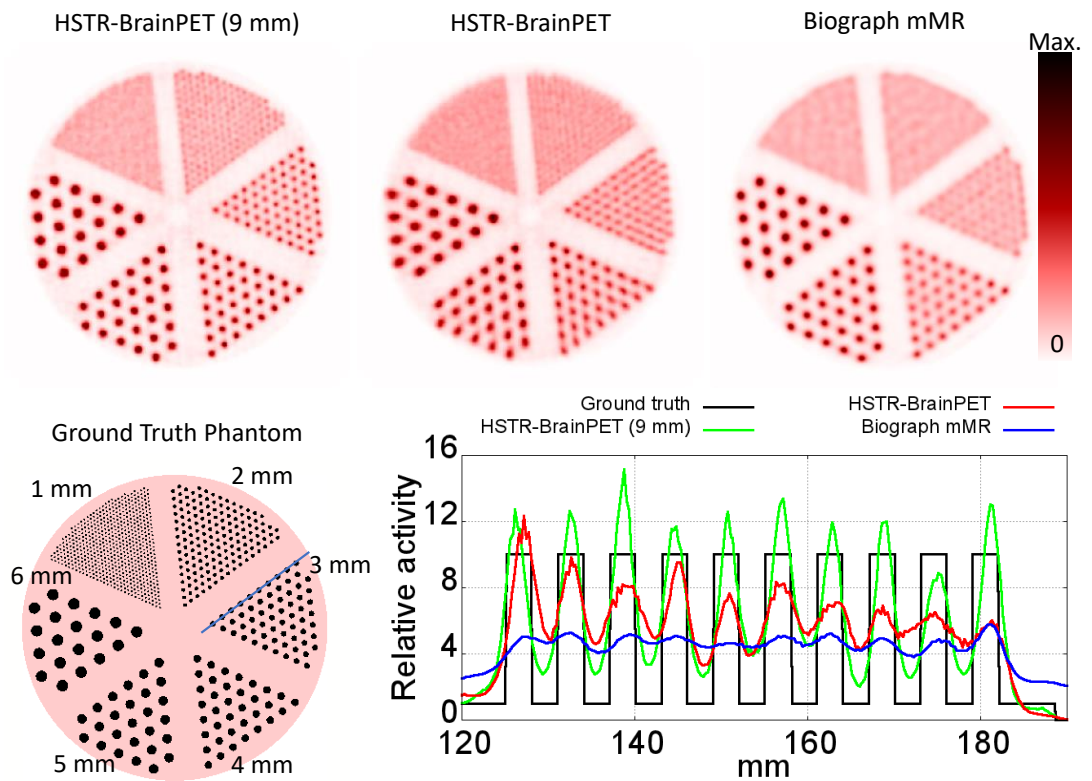 HSTR-BrainPET (9 mm)
HSTR-BrainPET
Biograph mMR
Max.
0
Ground Truth Phantom
1 mm
2 mm
3 mm
6 mm
5 mm
4 mm
Ground truth
HSTR-BrainPET (9 mm)
HSTR-BrainPET
Biograph mMR
Relative activity
16
12
8
4
0
120
140
160
180
mm